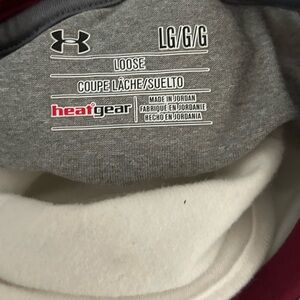 LG/G/G
LOOSE
COUPE LÂCHE/SUELTO
heatgear
MADE IN JORDAN
FABRIQUÉ EN JORDANIE
HECHO EN JORDANIA